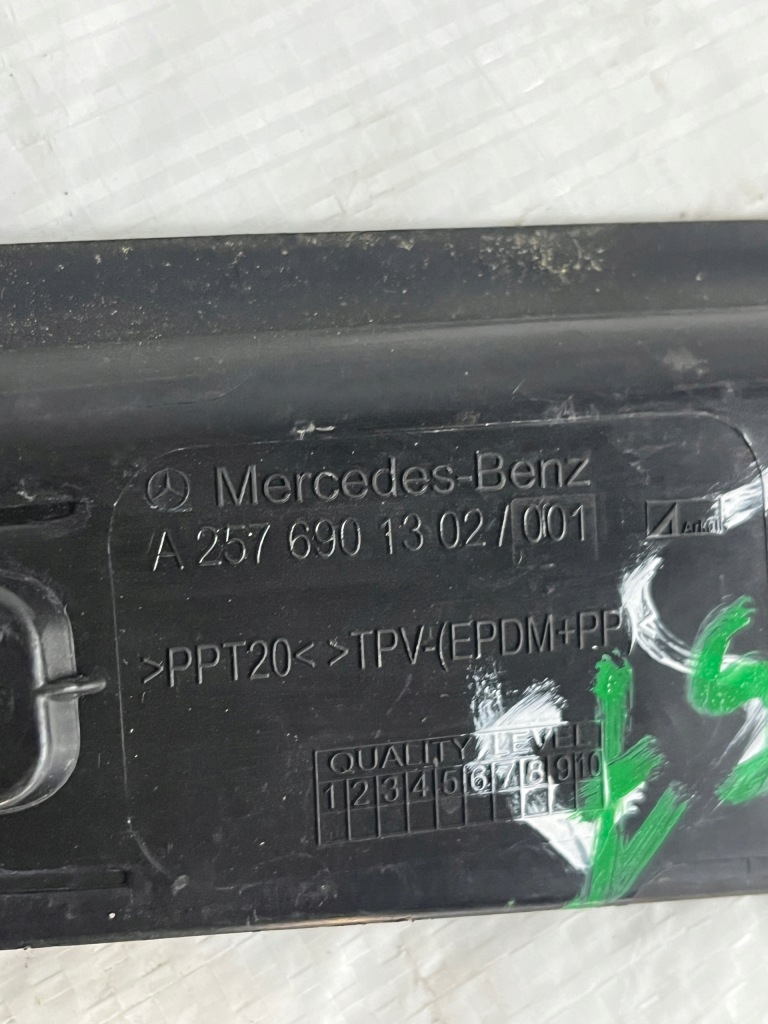 Mercedes-Benz
A 257 690 13 02/001
>PPT20< >TPV-(EPDM+PP)<
QUALITY LEVEL
1 2 3 4 5 6 7 8 9 10